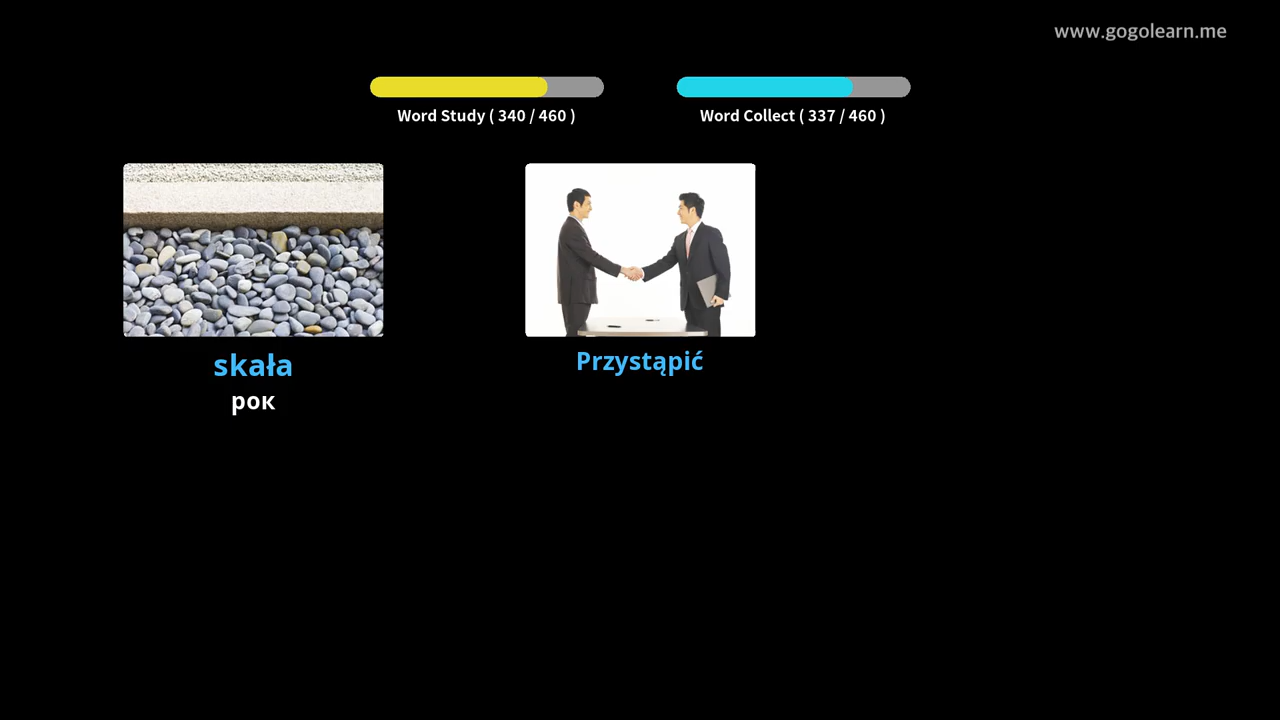 www.gogolearn.me
Word Study ( 340 / 460 )
Word Collect ( 337 / 460 )
skała
рок
Przystąpić